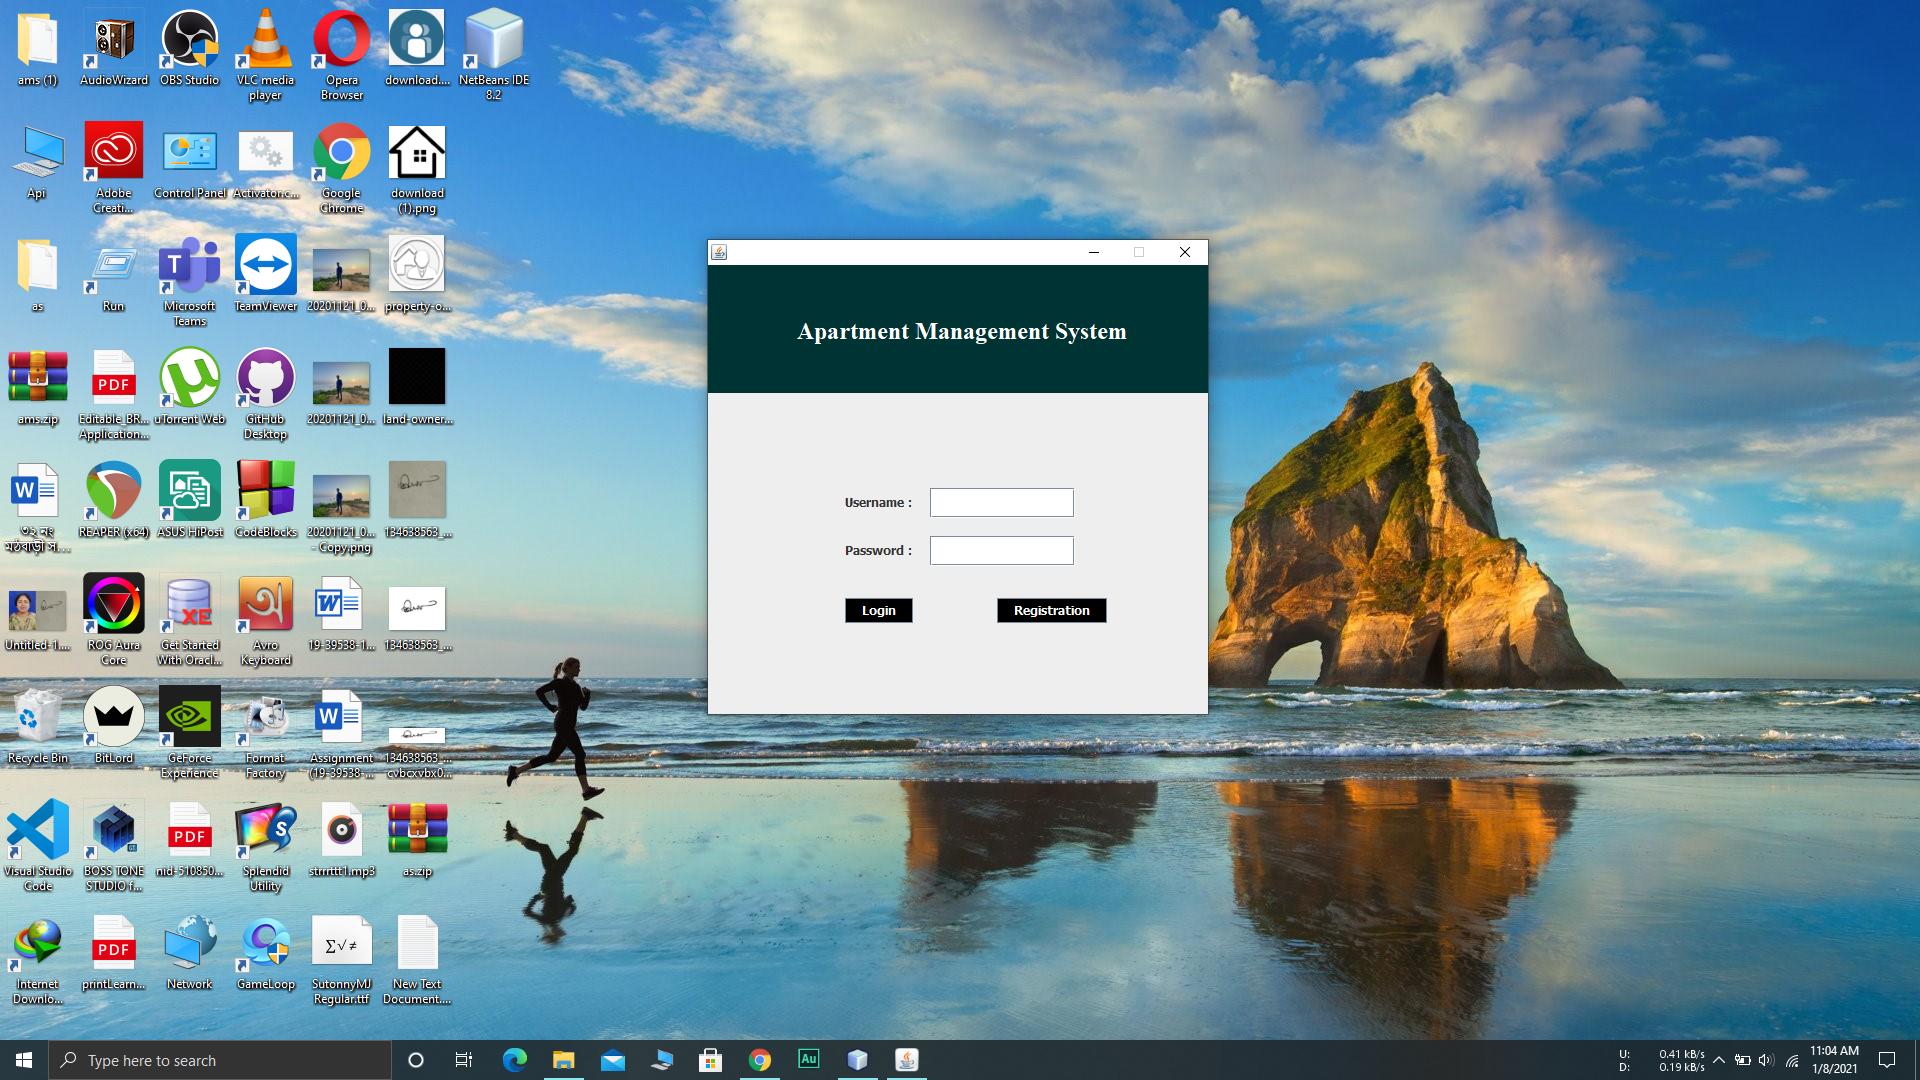 ams (1)
AudioWizard
OBS Studio
VLC media
player
Opera
Browser
download....
NetBeans IDE
8.2
Api
Adobe
Creati...
Control Panel
Activator.c...
Google
Chrome
download
(1).png
as
Run
Microsoft
Teams
T
TeamViewer
20201121_0...
property-o...
Apartment Management System
ams.zip
PDF
Editable_BR...
Application...
uTorrent Web
GitHub
Desktop
20201121_0...
land-owner...
Username :
Password :
Login
Registration
W
REAPER (x64)
ASUS HiPost
CodeBlocks
20201121_0...
- Copy.png
134638563_...
Untitled-1....
ROG Aura
Core
XE
Get Started
With Oracl...
অ
Avro
Keyboard
W
19-39538-1...
134638563_...
Recycle Bin
BitLord
GeForce
Experience
Format
Factory
W
Assignment
(19-39538-...
134638563_...
cvbcxvbx0...
Visual Studio
Code
BOSS TONE
STUDIO f...
PDF
nid-510850...
S
Splendid
Utility
strrrttt1.mp3
as.zip
Internet
Downlo...
PDF
printLearn...
Network
GameLoop
∑√≠
SutonnyMJ
Regular.ttf
New Text
Document....
Type here to search
Au
U: 0.41 kB/s
D: 0.19 kB/s
11:04 AM
1/8/2021